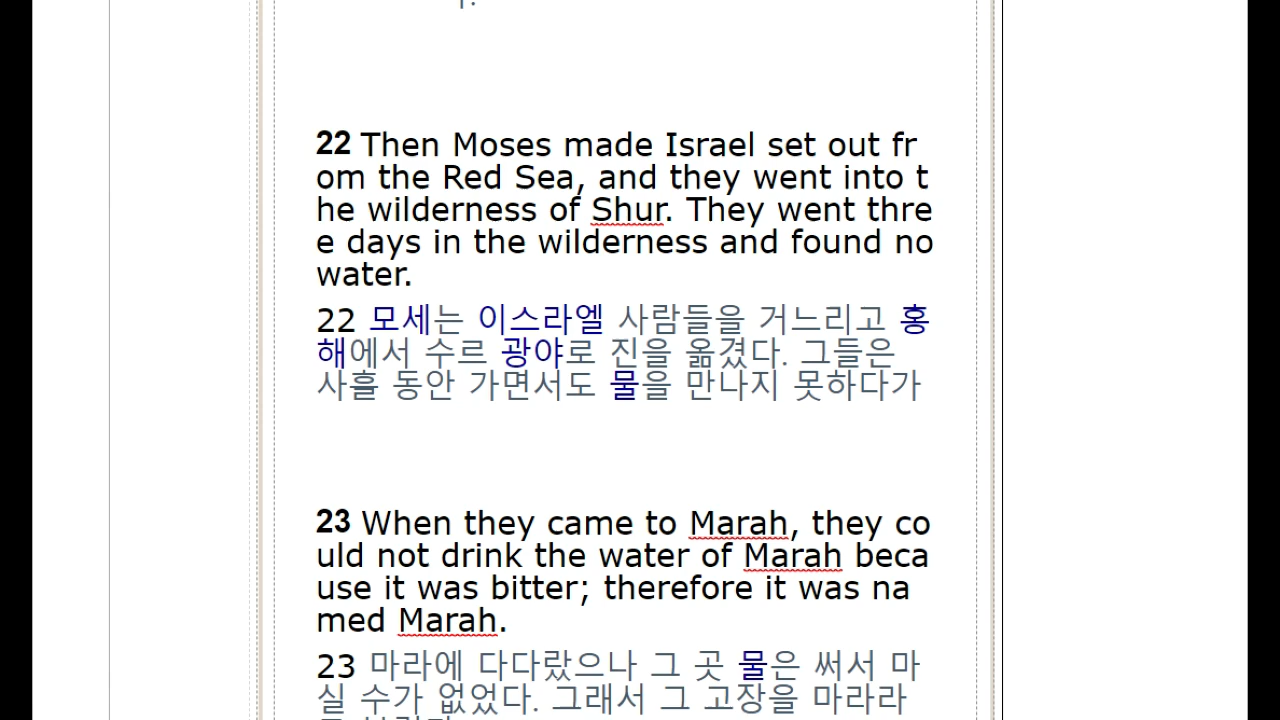 22 Then Moses made Israel set out fr
om the Red Sea, and they went into t
he wilderness of Shur. They went thre
e days in the wilderness and found no
water.
22 모세는 이스라엘 사람들을 거느리고 홍
해에서 수르 광야로 진을 옮겼다. 그들은
사흘 동안 가면서도 물을 만나지 못하다가
23 When they came to Marah, they co
uld not drink the water of Marah beca
use it was bitter; therefore it was na
med Marah.
23 마라에 다다랐으나 그 곳 물은 써서 마
실 수가 없었다. 그래서 그 고장을 마라라